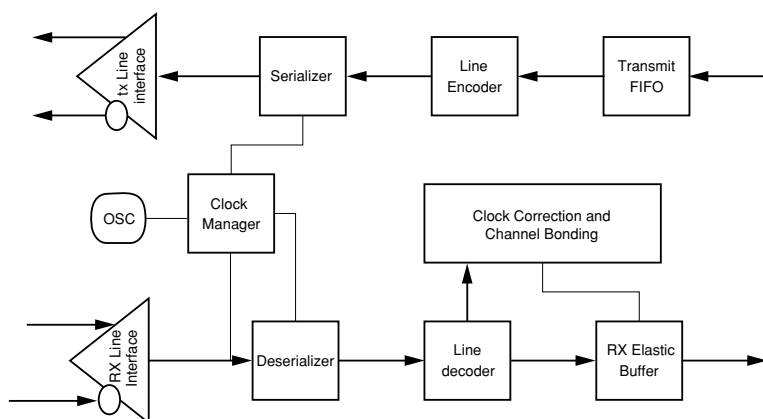 tx Line
interface
Serializer
Line
Encoder
Transmit
FIFO
OSC
Clock
Manager
Clock Correction and
Channel Bonding
RX Line
Interface
Deserializer
Line
decoder
RX Elastic
Buffer